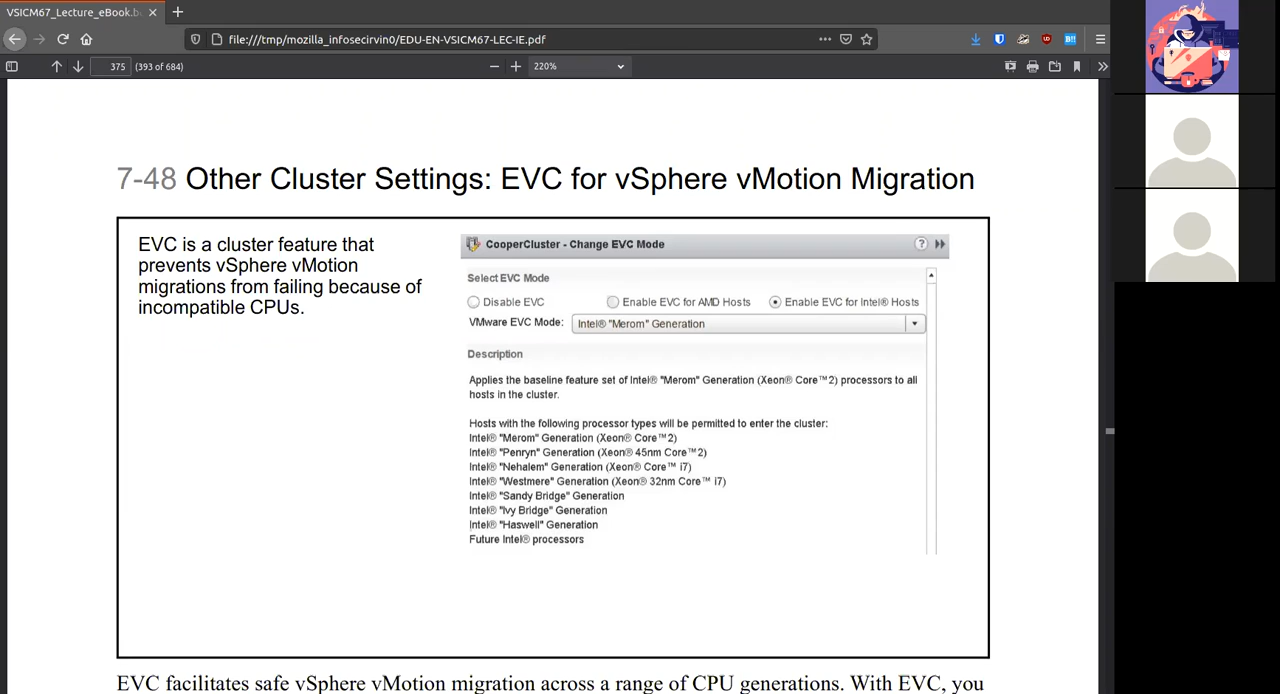 VSICM67_Lecture_eBook.b
file:///tmp/mozilla_infosecirvin0/EDU-EN-VSICM67-LEC-IE.pdf
375 (393 of 684)
220%
7-48 Other Cluster Settings: EVC for vSphere vMotion Migration
EVC is a cluster feature that
prevents vSphere vMotion
migrations from failing because of
incompatible CPUs.
CooperCluster - Change EVC Mode
Select EVC Mode
Disable EVC Enable EVC for AMD Hosts Enable EVC for Intel® Hosts
VMware EVC Mode: Intel® "Merom" Generation
Description
Applies the baseline feature set of Intel® "Merom" Generation (Xeon® Core™2) processors to all
hosts in the cluster.
Hosts with the following processor types will be permitted to enter the cluster:
Intel® "Merom" Generation (Xeon® Core™2)
Intel® "Penryn" Generation (Xeon® 45nm Core™2)
Intel® "Nehalem" Generation (Xeon® Core™ i7)
Intel® "Westmere" Generation (Xeon® 32nm Core™ i7)
Intel® "Sandy Bridge" Generation
Intel® "Ivy Bridge" Generation
Intel® "Haswell" Generation
Future Intel® processors
EVC facilitates safe vSphere vMotion migration across a range of CPU generations. With EVC, you